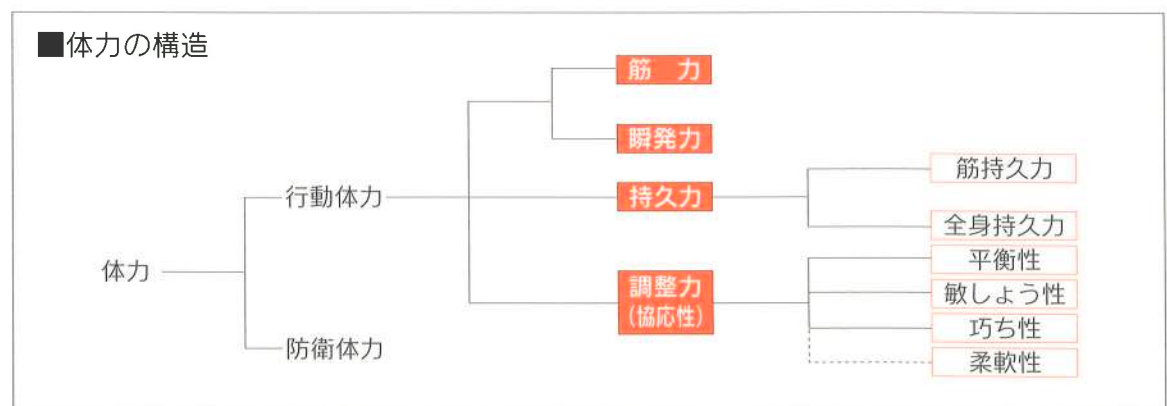 ■体力の構造
筋　力
瞬発力
筋持久力
行動体力
持久力
全身持久力
平衡性
体力
調整力
(協応性)
敏しょう性
巧ち性
防衛体力
柔軟性